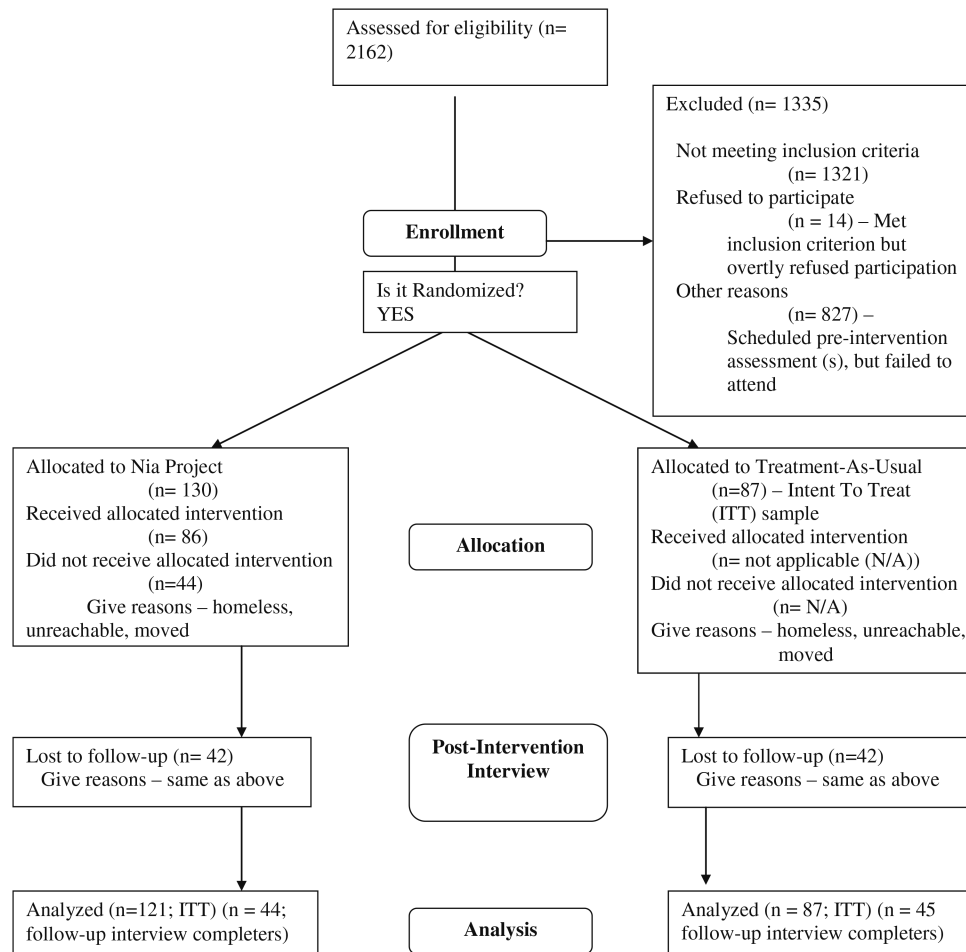 Assessed for eligibility (n=
2162)
Excluded (n= 1335)
Not meeting inclusion criteria
(n= 1321)
Refused to participate
(n = 14) – Met
inclusion criterion but
overtly refused participation
Other reasons
(n= 827) –
Scheduled pre-intervention
assessment (s), but failed to
attend
Enrollment
Is it Randomized?
YES
Allocated to Nia Project
(n= 130)
Received allocated intervention
(n= 86)
Did not receive allocated intervention
(n=44)
Give reasons – homeless,
unreachable, moved
Allocation
Allocated to Treatment-As-Usual
(n=87) – Intent To Treat
(ITT) sample
Received allocated intervention
(n= not applicable (N/A))
Did not receive allocated intervention
(n= N/A)
Give reasons – homeless, unreachable,
moved
Lost to follow-up (n= 42)
Give reasons – same as above
Post-Intervention
Interview
Lost to follow-up (n=42)
Give reasons – same as above
Analyzed (n=121; ITT) (n = 44;
follow-up interview completers)
Analysis
Analyzed (n = 87; ITT) (n = 45
follow-up interview completers)